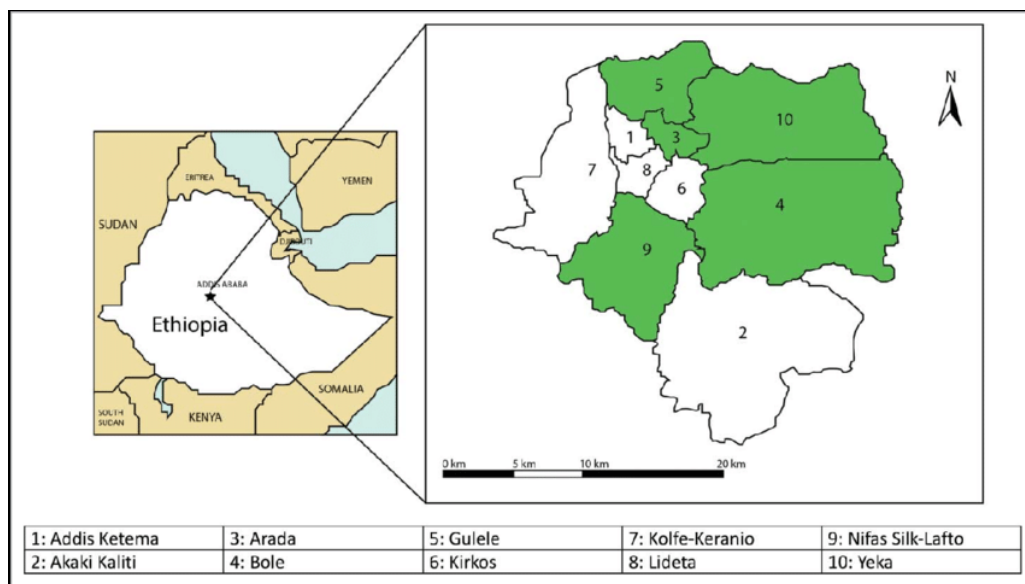 ERITREA
YEMEN
SUDAN
DJIBOUTI
ADDIS ABABA
Ethiopia
SOMALIA
SOUTH
SUDAN
KENYA
N
5
10
1
3
7
8
6
4
9
2
0 km 5 km 10 km 20 km
1: Addis Ketema 3: Arada 5: Gulele 7: Kolfe-Keranio 9: Nifas Silk-Lafto
2: Akaki Kaliti 4: Bole 6: Kirkos 8: Lideta 10: Yeka